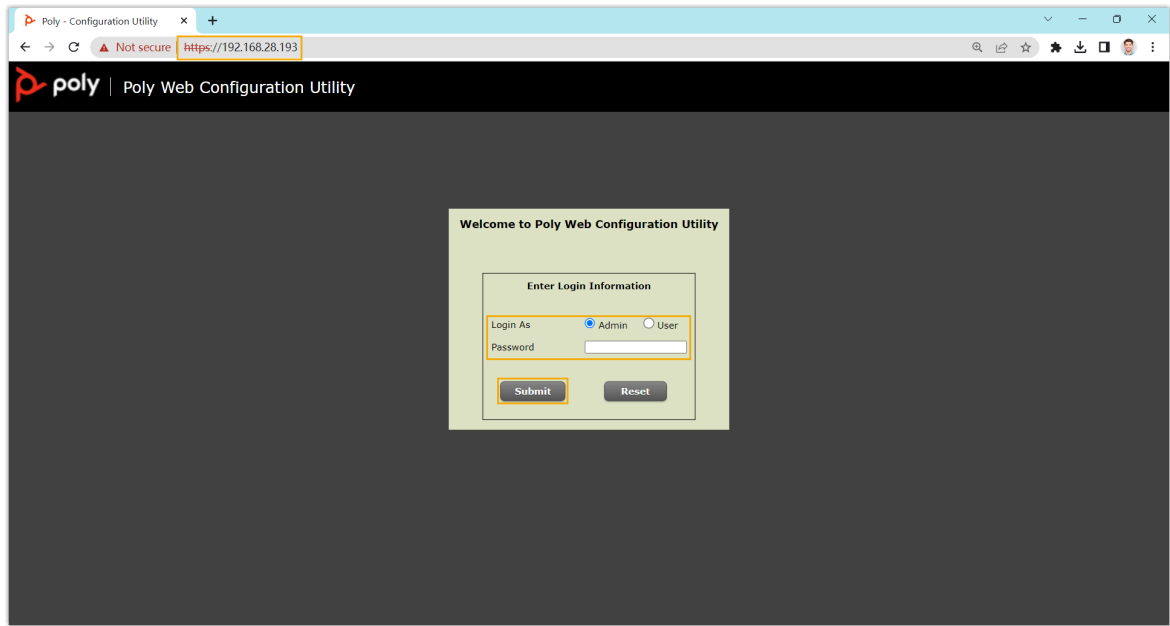 Poly - Configuration Utility
Not secure https://192.168.28.193
poly | Poly Web Configuration Utility
Welcome to Poly Web Configuration Utility
Enter Login Information
Login As Admin User
Password
Submit Reset